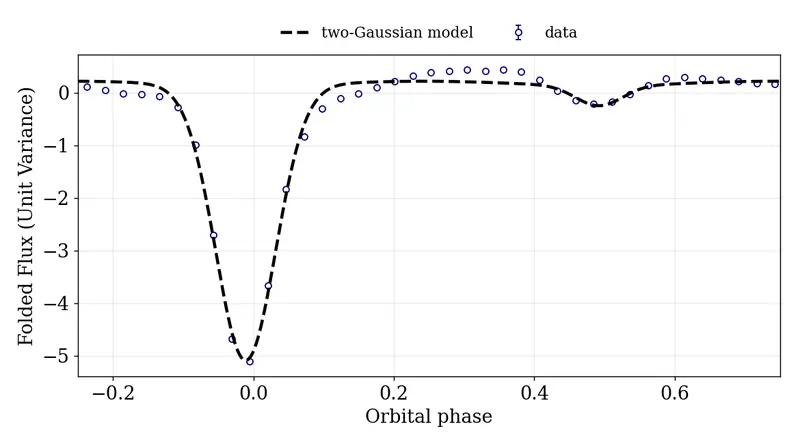 two-Gaussian model data
Folded Flux (Unit Variance)
0
−1
−2
−3
−4
−5
−0.2 0.0 0.2 0.4 0.6
Orbital phase